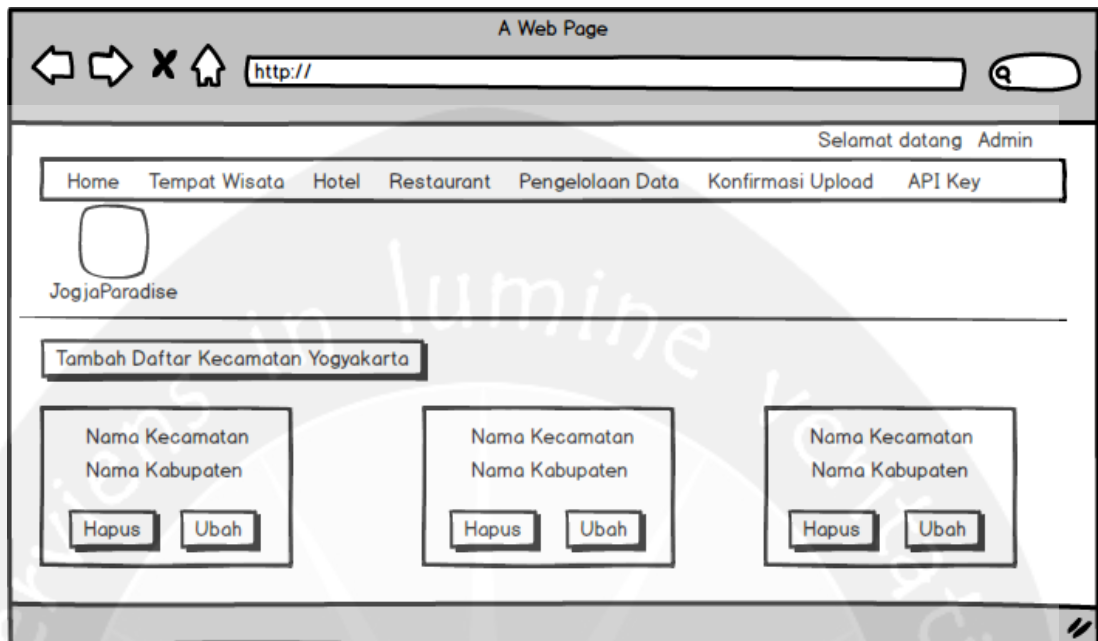 A Web Page
http://
Selamat datang Admin
Home Tempat Wisata Hotel Restaurant Pengelolaan Data Konfirmasi Upload API Key
JogjaParadise
Tambah Daftar Kecamatan Yogyakarta
Nama Kecamatan Nama Kecamatan Nama Kecamatan
Nama Kabupaten Nama Kabupaten Nama Kabupaten
Hapus Ubah Hapus Ubah Hapus Ubah
in lumine